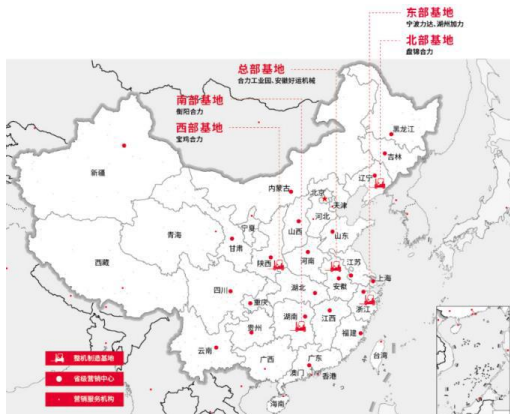 东部基地
宁波力达、湖州加力
北部基地
盘锦合力
总部基地
合力工业园、安徽好运机械
南部基地
衡阳合力
西部基地
宝鸡合力
黑龙江
吉林
辽宁
新疆
内蒙古
北京
天津
河北
宁夏
山西
山东
青海
甘肃
陕西
河南
江苏
西藏
上海
安徽
四川
湖北
重庆
浙江
湖南
江西
贵州
福建
云南
广西
广东
台湾
澳门
香港
海南
整机制造基地
省级营销中心
营销服务机构